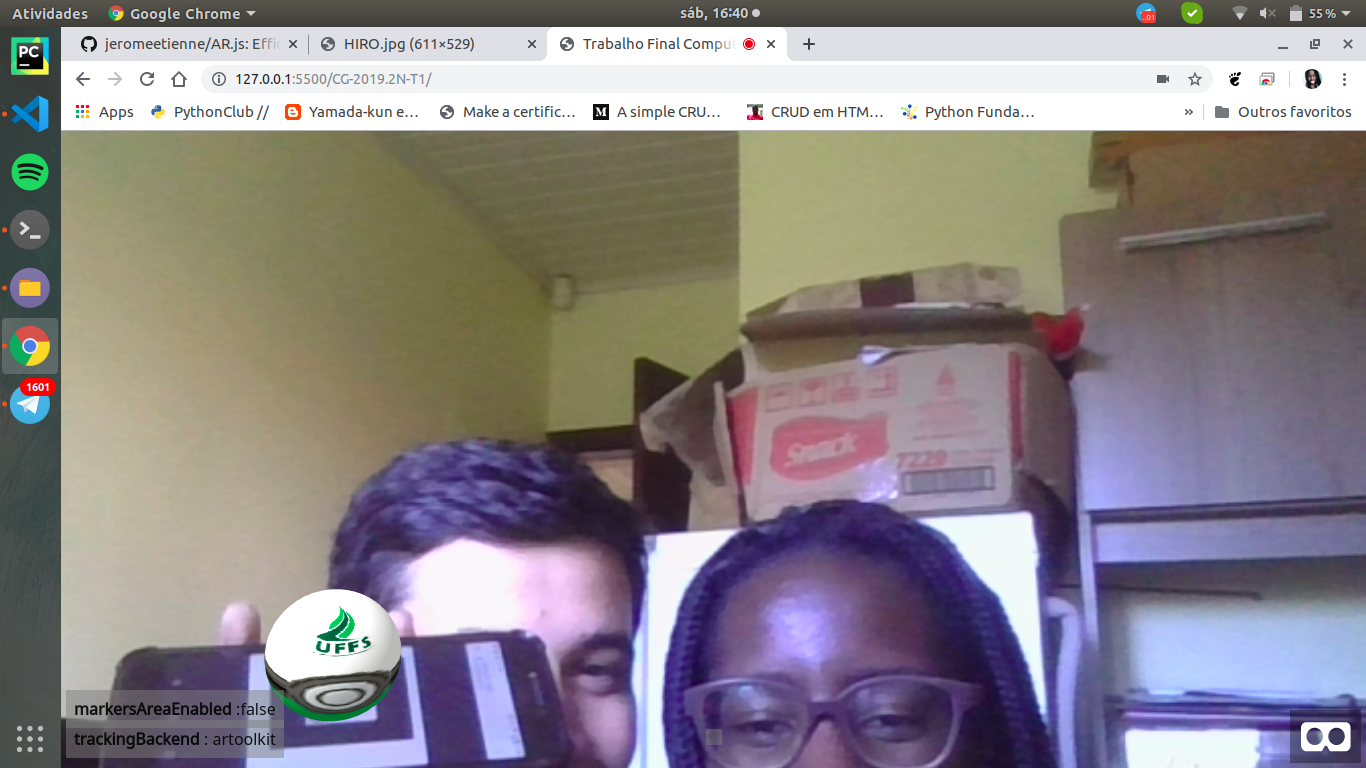 Atividades Google Chrome sáb, 16:40 01 55 %
jeromeetienne/AR.js: Effic HIRO.jpg (611×529) Trabalho Final Comput
127.0.0.1:5500/CG-2019.2N-T1/
Apps PythonClub // Yamada-kun e… Make a certific… M A simple CRU… CRUD em HTM… Python Funda… » Outros favoritos
PC
1601
Snack
7229
UFFS
markersAreaEnabled :false
trackingBackend : artoolkit